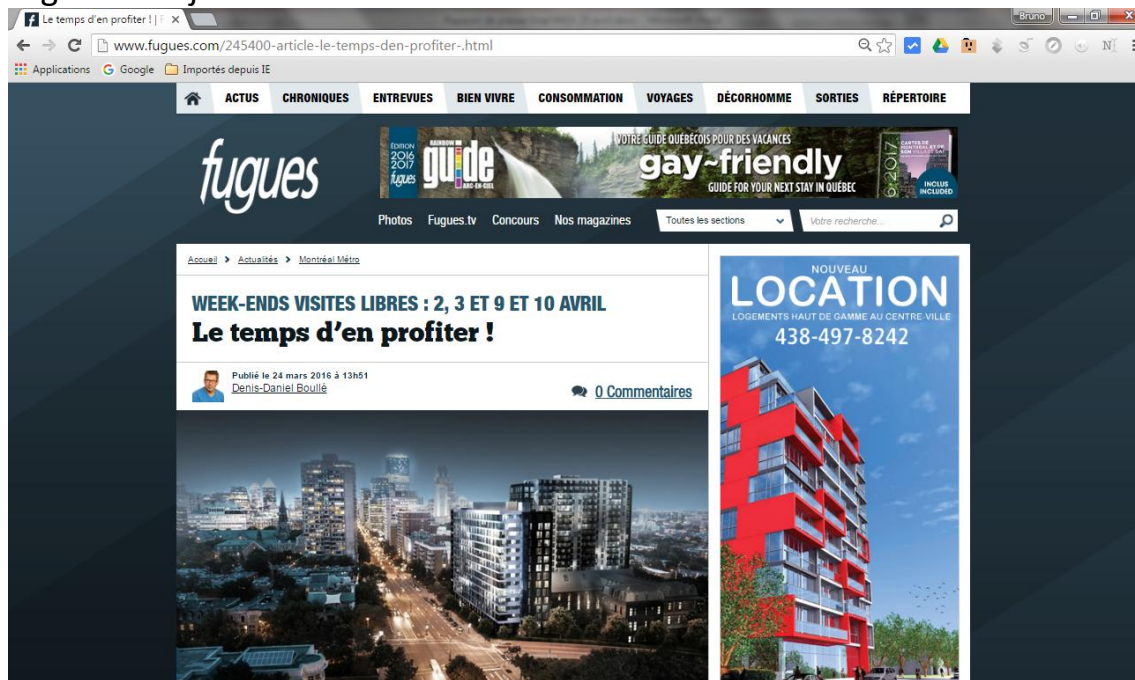 Le temps d'en profiter ! | F
Bruno
www.fugues.com/245400-article-le-temps-den-profiter-.html
Applications Google Importés depuis IE
ACTUS CHRONIQUES ENTREVUES BIEN VIVRE CONSOMMATION VOYAGES DÉCORHOMME SORTIES RÉPERTOIRE
fugues
ÉDITION
2016
2017
fugues
RAINBOW
guide
ARC-EN-CIEL
VOTRE GUIDE QUÉBÉCOIS POUR DES VACANCES
gay~friendly
GUIDE FOR YOUR NEXT STAY IN QUÉBEC
INCLUS
INCLUDED
Photos Fugues.tv Concours Nos magazines Toutes les sections Votre recherche...
Accueil > Actualités > Montréal Métro
WEEK-ENDS VISITES LIBRES : 2, 3 ET 9 ET 10 AVRIL
Le temps d'en profiter !
Publié le 24 mars 2016 à 13h51
Denis-Daniel Boullé
0 Commentaires
NOUVEAU
LOCATION
LOGEMENTS HAUT DE GAMME AU CENTRE-VILLE
438-497-8242